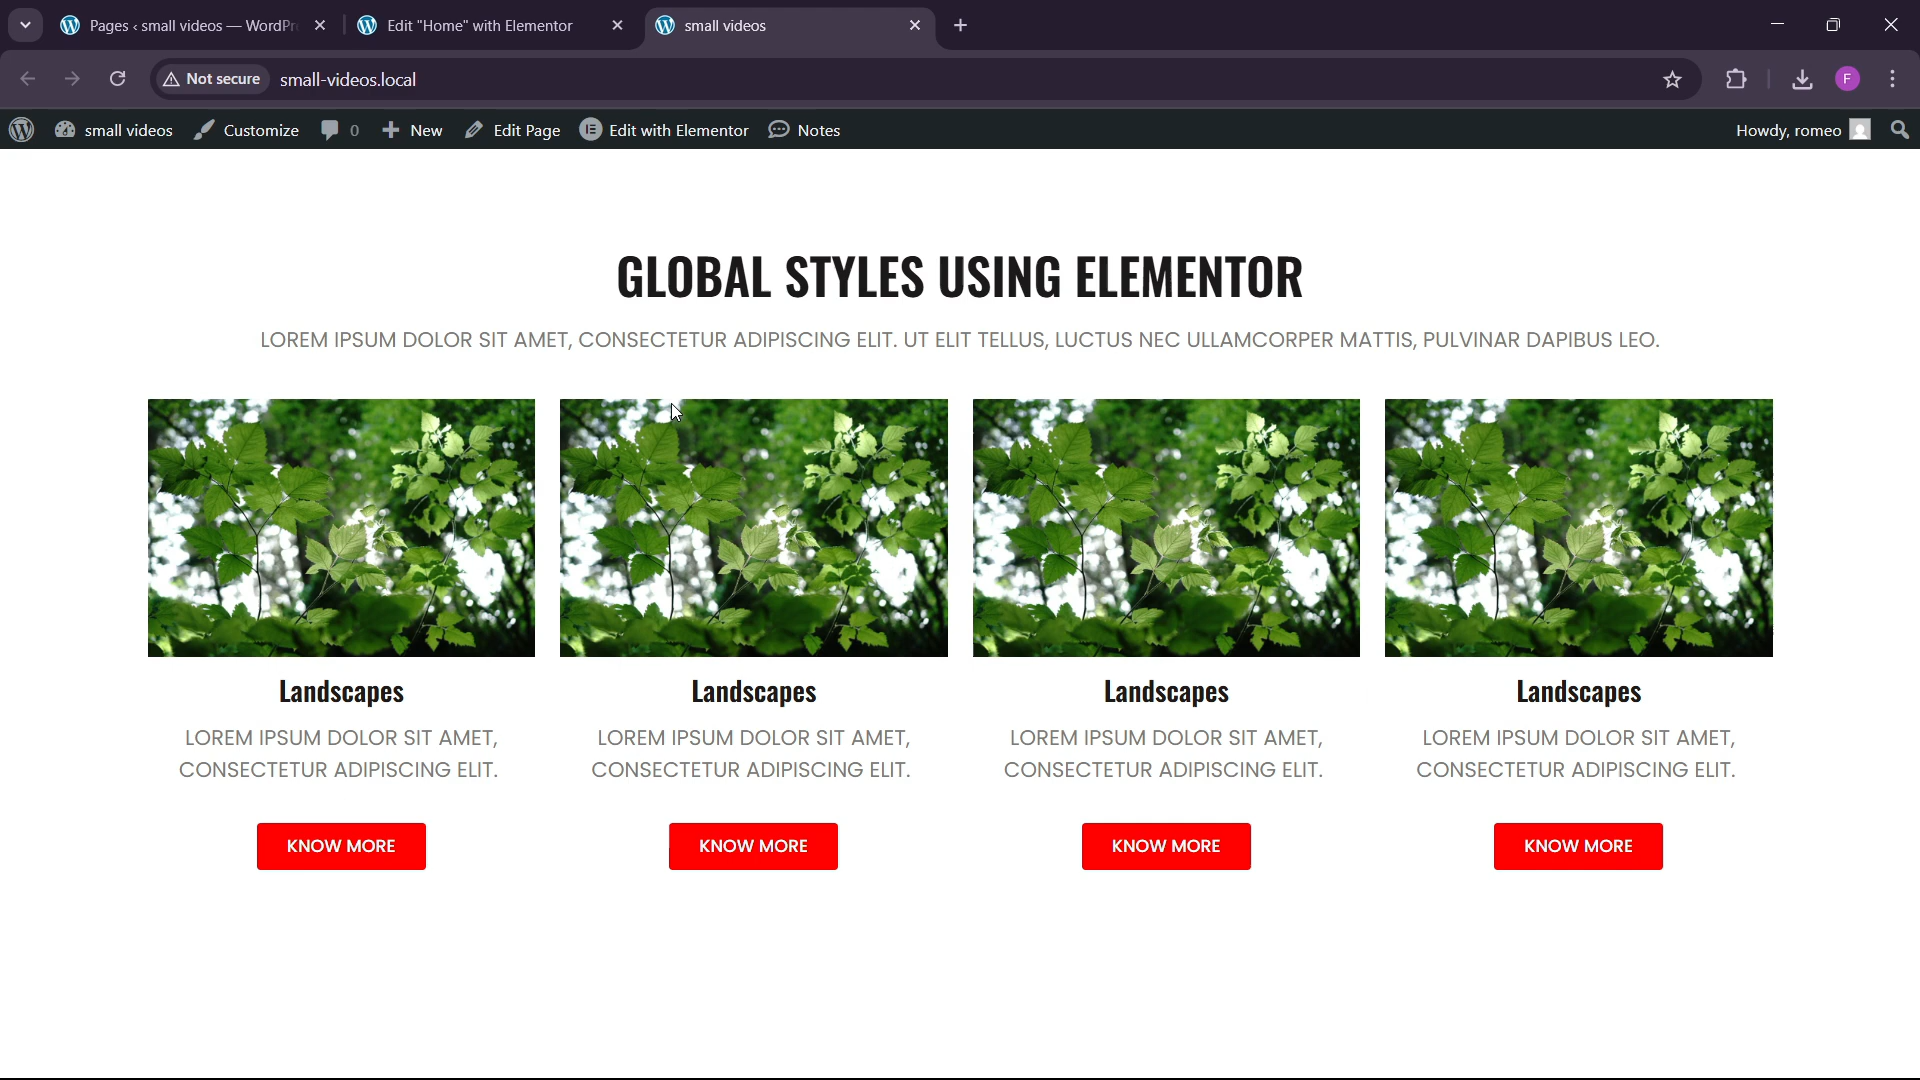 Pages ‹ small videos — WordPr
Edit "Home" with Elementor
small videos
Not secure
small-videos.local
F
small videos
Customize
0
New
Edit Page
Edit with Elementor
Notes
Howdy, romeo
GLOBAL STYLES USING ELEMENTOR
LOREM IPSUM DOLOR SIT AMET, CONSECTETUR ADIPISCING ELIT. UT ELIT TELLUS, LUCTUS NEC ULLAMCORPER MATTIS, PULVINAR DAPIBUS LEO.
Landscapes
LOREM IPSUM DOLOR SIT AMET,
CONSECTETUR ADIPISCING ELIT.
KNOW MORE
Landscapes
LOREM IPSUM DOLOR SIT AMET,
CONSECTETUR ADIPISCING ELIT.
KNOW MORE
Landscapes
LOREM IPSUM DOLOR SIT AMET,
CONSECTETUR ADIPISCING ELIT.
KNOW MORE
Landscapes
LOREM IPSUM DOLOR SIT AMET,
CONSECTETUR ADIPISCING ELIT.
KNOW MORE